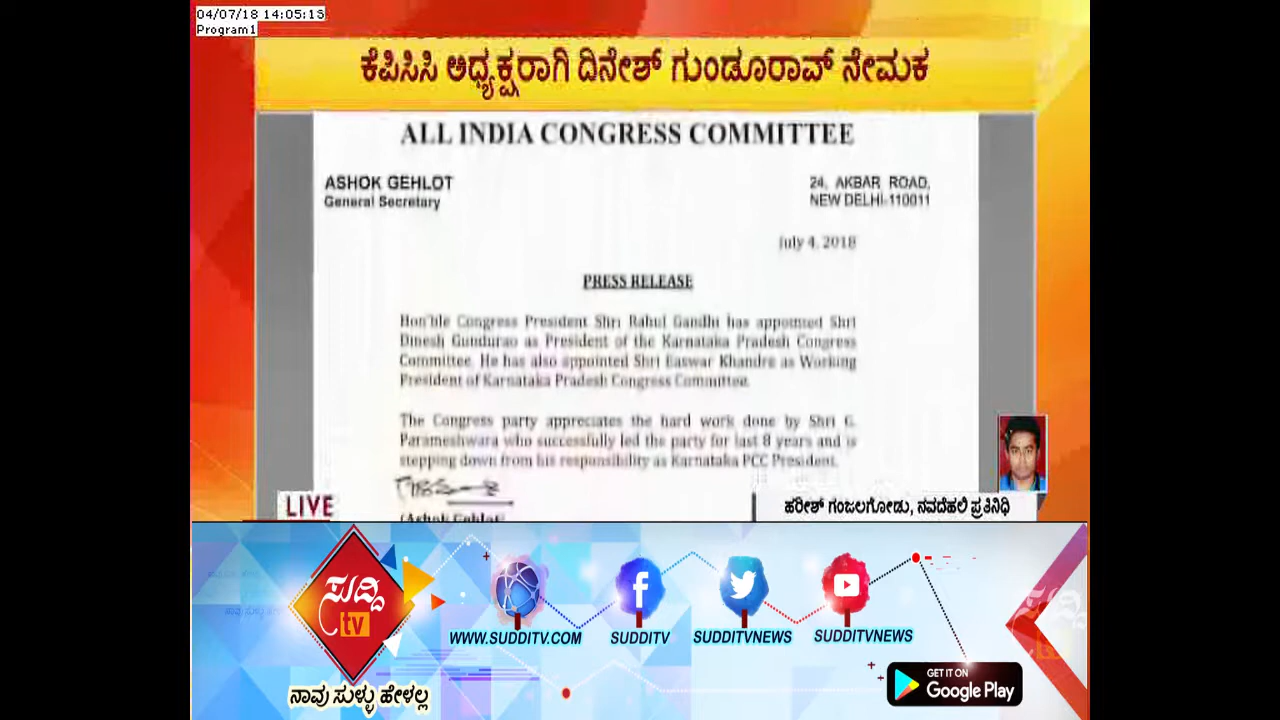 04/07/18 14:05:15
Program1
ಕೆಪಿಸಿಸಿ ಅಧ್ಯಕ್ಷರಾಗಿ ದಿನೇಶ್ ಗುಂಡೂರಾವ್ ನೇಮಕ
ALL INDIA CONGRESS COMMITTEE
ASHOK GEHLOT
General Secretary
24, AKBAR ROAD,
NEW DELHI-110011
July 4, 2018
PRESS RELEASE
Hon'ble Congress President Shri Rahul Gandhi has appointed Shri
Dinesh Gundurao as President of the Karnataka Pradesh Congress
Committee. He has also appointed Shri Easwar Khandre as Working
President of Karnataka Pradesh Congress Committee.
The Congress party appreciates the hard work done by Shri G.
Parameshwara who successfully led the party for last 8 years and is
stepping down from his responsibility as Karnataka PCC President.
(Ashok Gehlot)
LIVE
ಹರೀಶ್ ಗಂಜಲಗೋಡು, ನವದೆಹಲಿ ಪ್ರತಿನಿಧಿ
ಸುದ್ದಿ
tv
ನಾವು ಸುಳ್ಳು ಹೇಳಲ್ಲ
WWW.SUDDITV.COM
SUDDITV
SUDDITVNEWS
SUDDITVNEWS
GET IT ON
Google Play